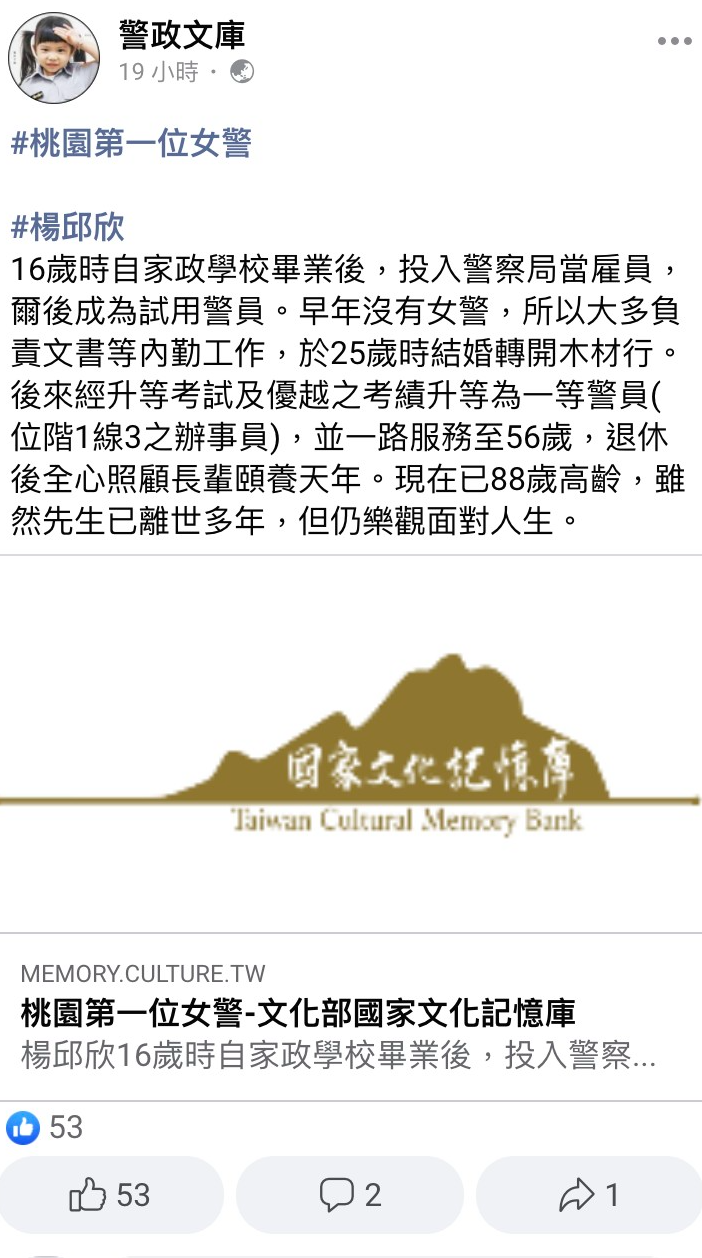 警政文庫
19 小時 ·
#桃園第一位女警
#楊邱欣
16歲時自家政學校畢業後，投入警察局當雇員，
爾後成為試用警員。早年沒有女警，所以大多負
責文書等內勤工作，於25歲時結婚轉開木材行。
後來經升等考試及優越之考績升等為一等警員(
位階1線3之辦事員)，並一路服務至56歲，退休
後全心照顧長輩頤養天年。現在已88歲高齡，雖
然先生已離世多年，但仍樂觀面對人生。
國家文化記憶庫
Taiwan Cultural Memory Bank
MEMORY.CULTURE.TW
桃園第一位女警-文化部國家文化記憶庫
楊邱欣16歲時自家政學校畢業後，投入警察...
53
53
2
1